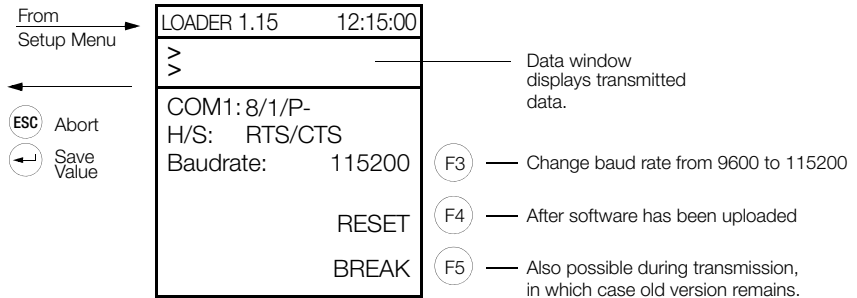 From
Setup Menu
ESC Abort
Save
Value
LOADER 1.15 12:15:00
>
>
COM1: 8/1/P-
H/S: RTS/CTS
Baudrate: 115200
RESET
BREAK
Data window
displays transmitted
data.
F3 Change baud rate from 9600 to 115200
F4 After software has been uploaded
F5 Also possible during transmission,
in which case old version remains.